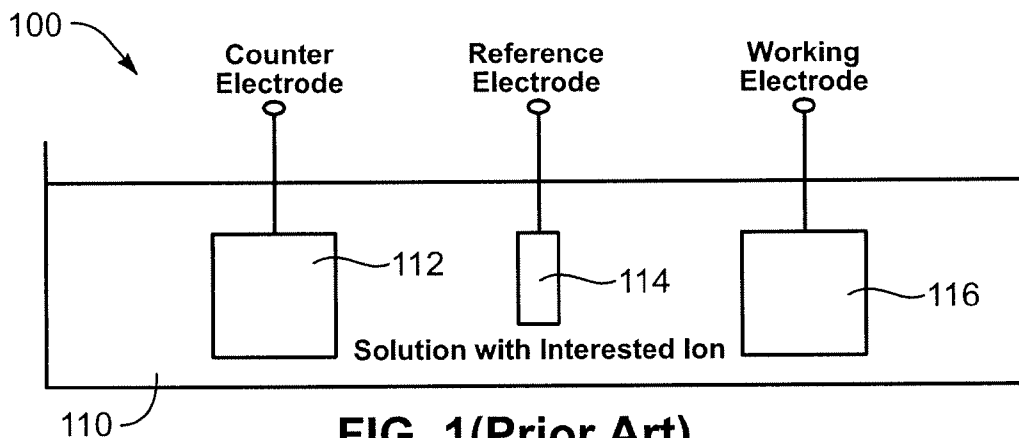 100
Counter
Electrode
Reference
Electrode
Working
Electrode
112
114
116
Solution with Interested Ion
110
FIG. 1(Prior Art)